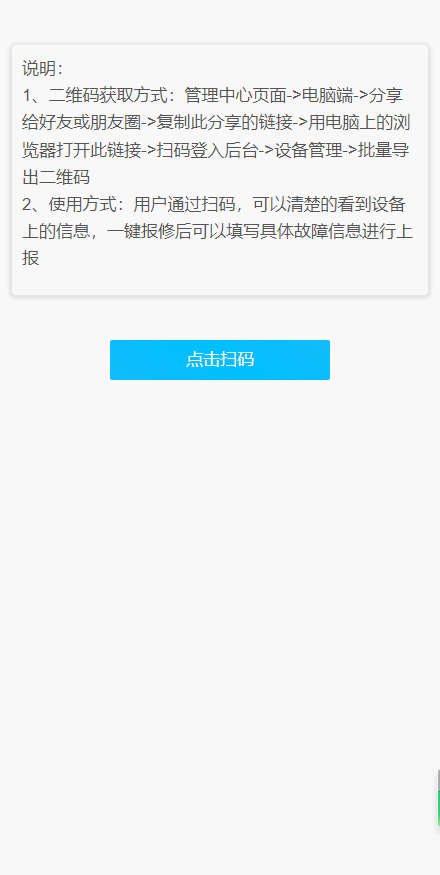 说明：
1、二维码获取方式：管理中心页面->电脑端->分享
给好友或朋友圈->复制此分享的链接->用电脑上的浏
览器打开此链接->扫码登入后台->设备管理->批量导
出二维码
2、使用方式：用户通过扫码，可以清楚的看到设备
上的信息，一键报修后可以填写具体故障信息进行上
报
点击扫码